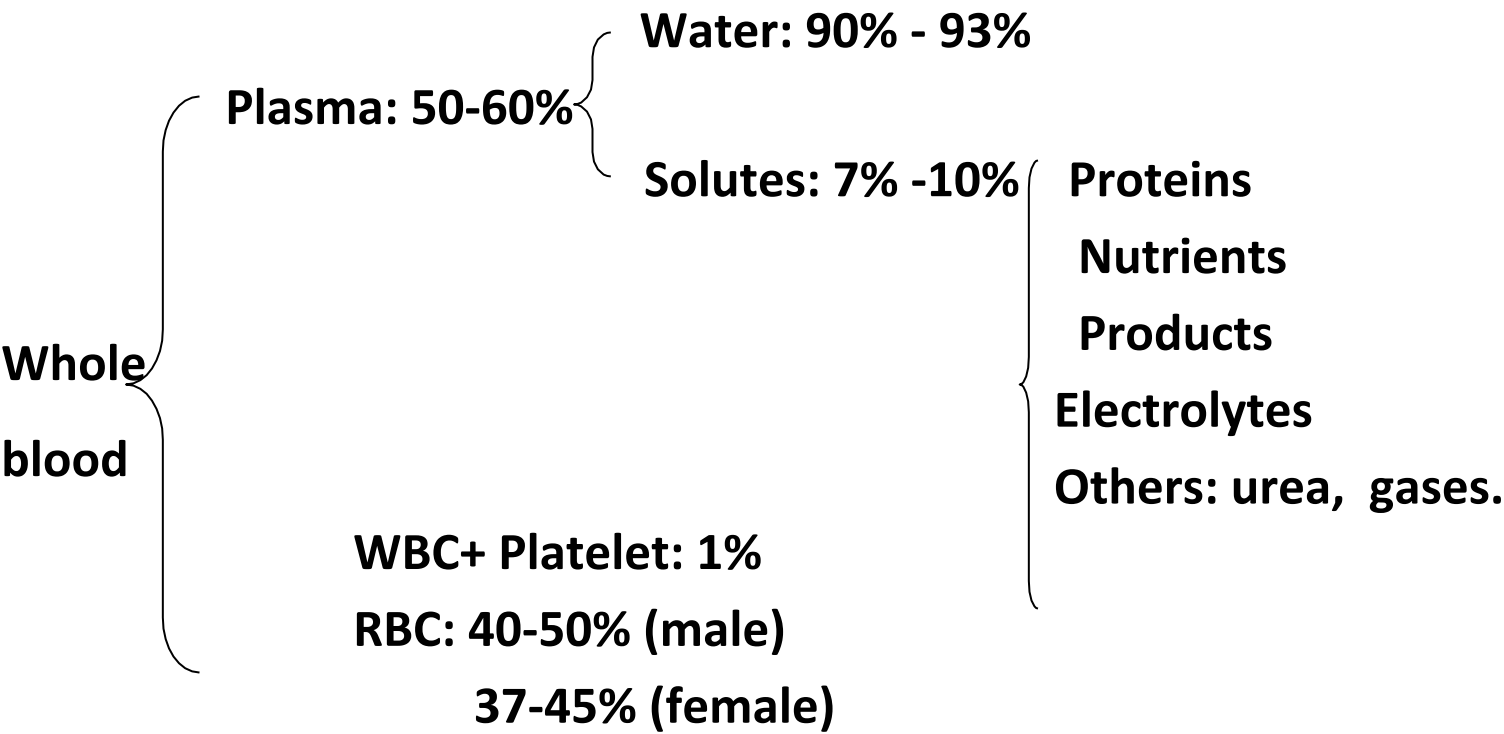 Water: 90% - 93%
Plasma: 50-60%
Solutes: 7% -10%
Proteins
Nutrients
Products
Electrolytes
Others: urea, gases.
Whole
blood
WBC+ Platelet: 1%
RBC: 40-50% (male)
37-45% (female)